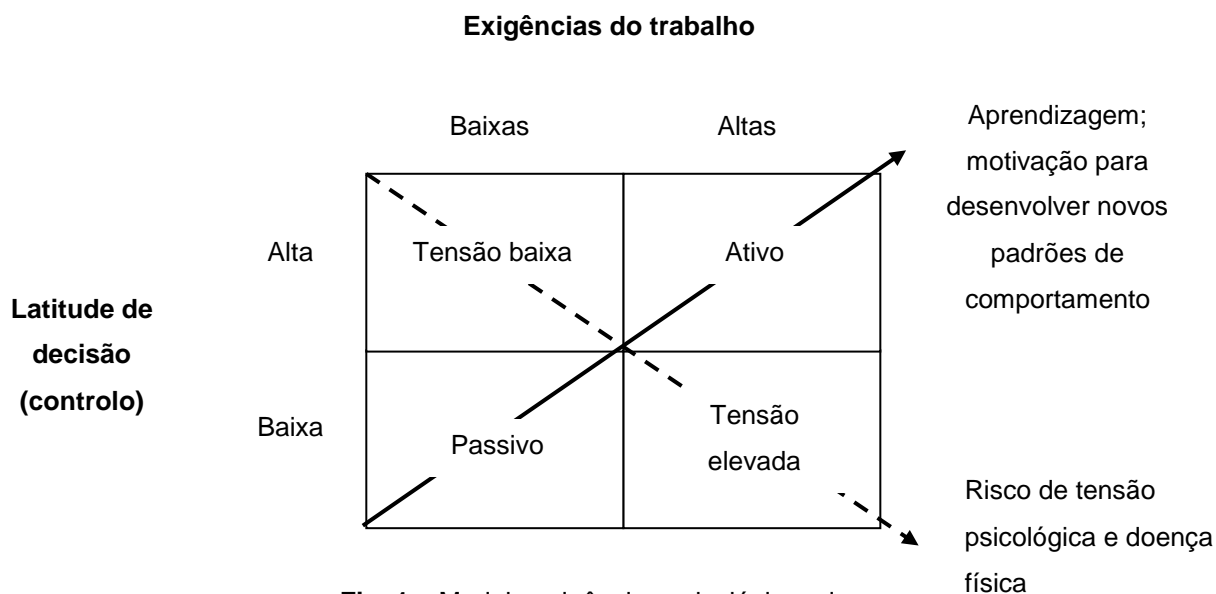 Exigências do trabalho
Baixas
Altas
Aprendizagem;
motivação para
desenvolver novos
padrões de
comportamento
Alta
Tensão baixa
Ativo
Latitude de
decisão
(controlo)
Baixa
Passivo
Tensão
elevada
Risco de tensão
psicológica e doença
física